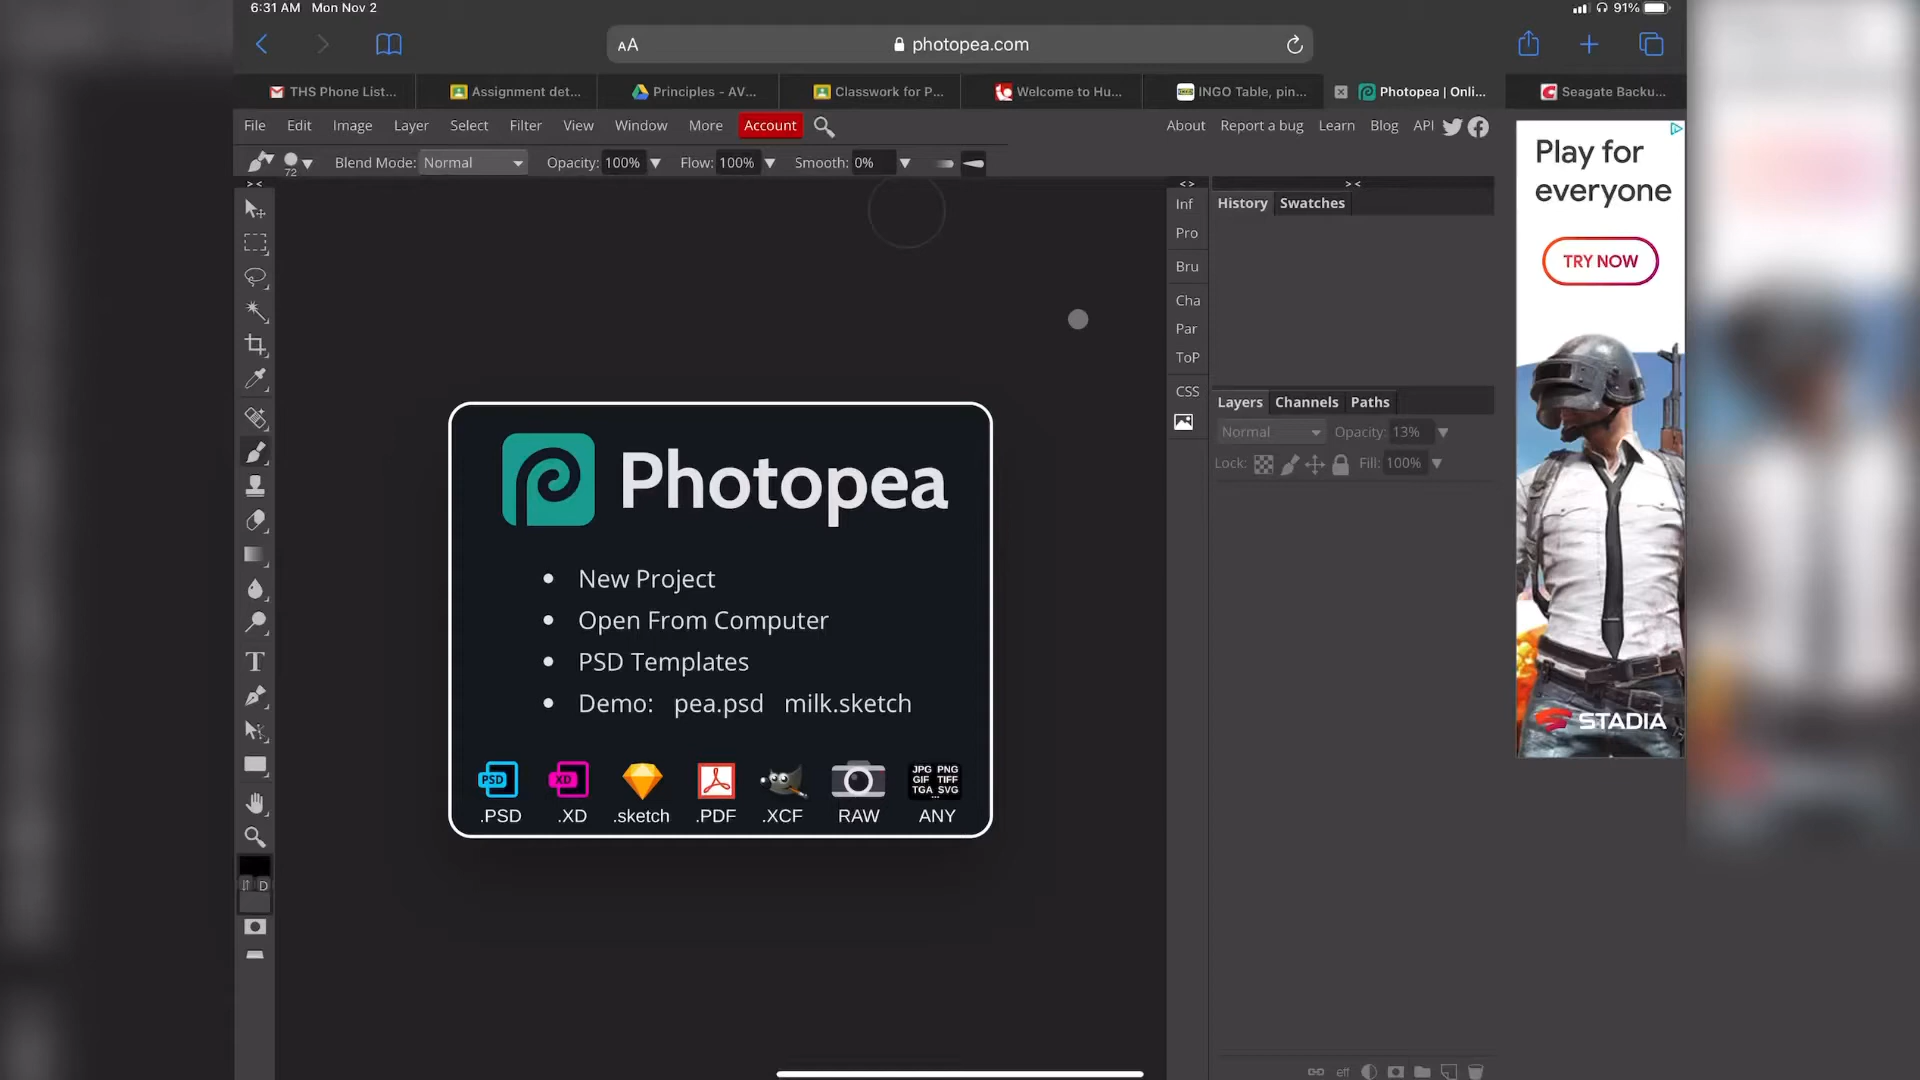 6:31 AM Mon Nov 2
91%
AA photopea.com
THS Phone List...
Assignment det...
Principles - AV...
Classwork for P...
Welcome to Hu...
INGO Table, pin...
Photopea | Onli...
Seagate Backu...
File Edit Image Layer Select Filter View Window More Account
About Report a bug Learn Blog API
72 Blend Mode: Normal Opacity: 100% Flow: 100% Smooth: 0%
> <
< >
> <
Inf
Pro
Bru
Cha
Par
ToP
CSS
History Swatches
Layers Channels Paths
Normal Opacity: 13%
Lock: Fill: 100%
T
D
Photopea
• New Project
• Open From Computer
• PSD Templates
• Demo: pea.psd milk.sketch
PSD
XD
JPG PNG
GIF TIFF
TGA SVG
...
.PSD .XD .sketch .PDF .XCF RAW ANY
eff
Play for
everyone
TRY NOW
STADIA